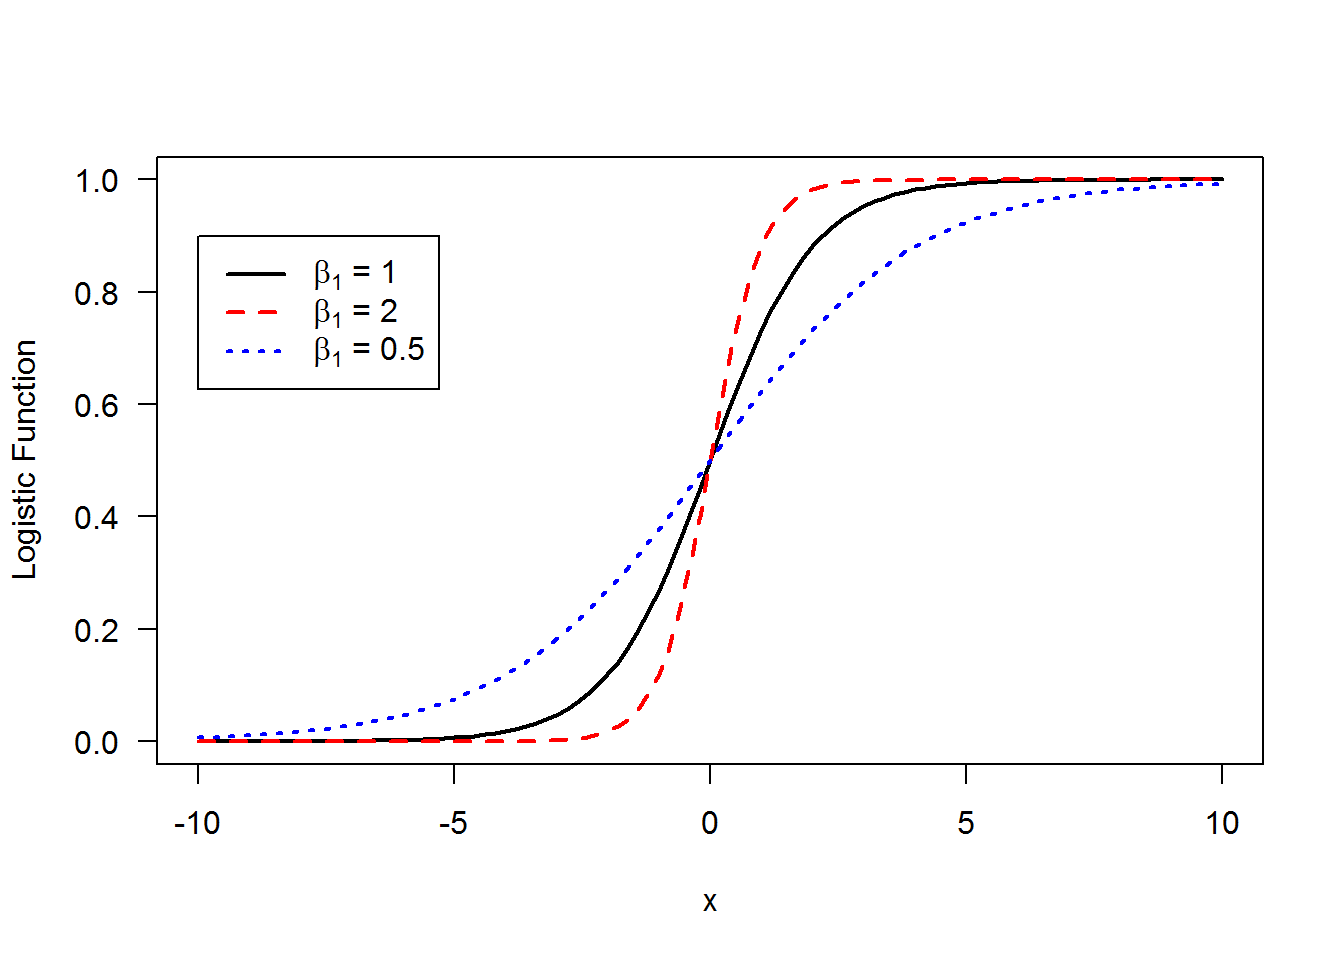 1.0
0.8
0.6
0.4
0.2
0.0
Logistic Function
β1 = 1
β1 = 2
β1 = 0.5
-10 -5 0 5 10
x